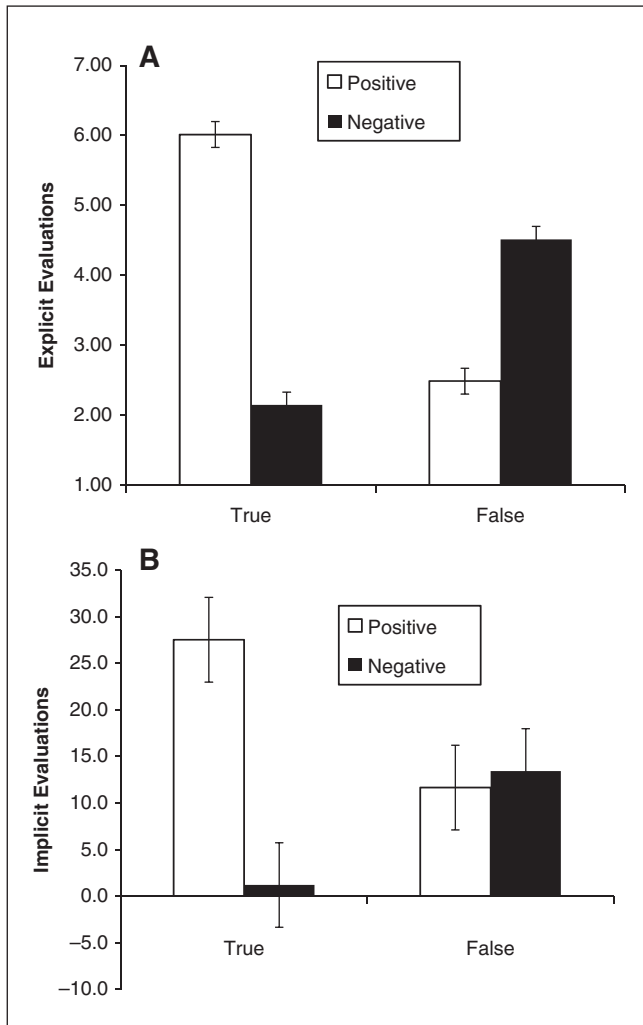 A
7.00
6.00
5.00
4.00
3.00
2.00
1.00
Explicit Evaluations
Positive
Negative
True False
B
35.0
30.0
25.0
20.0
15.0
10.0
5.0
0.0
–5.0
–10.0
Implicit Evaluations
Positive
Negative
True False